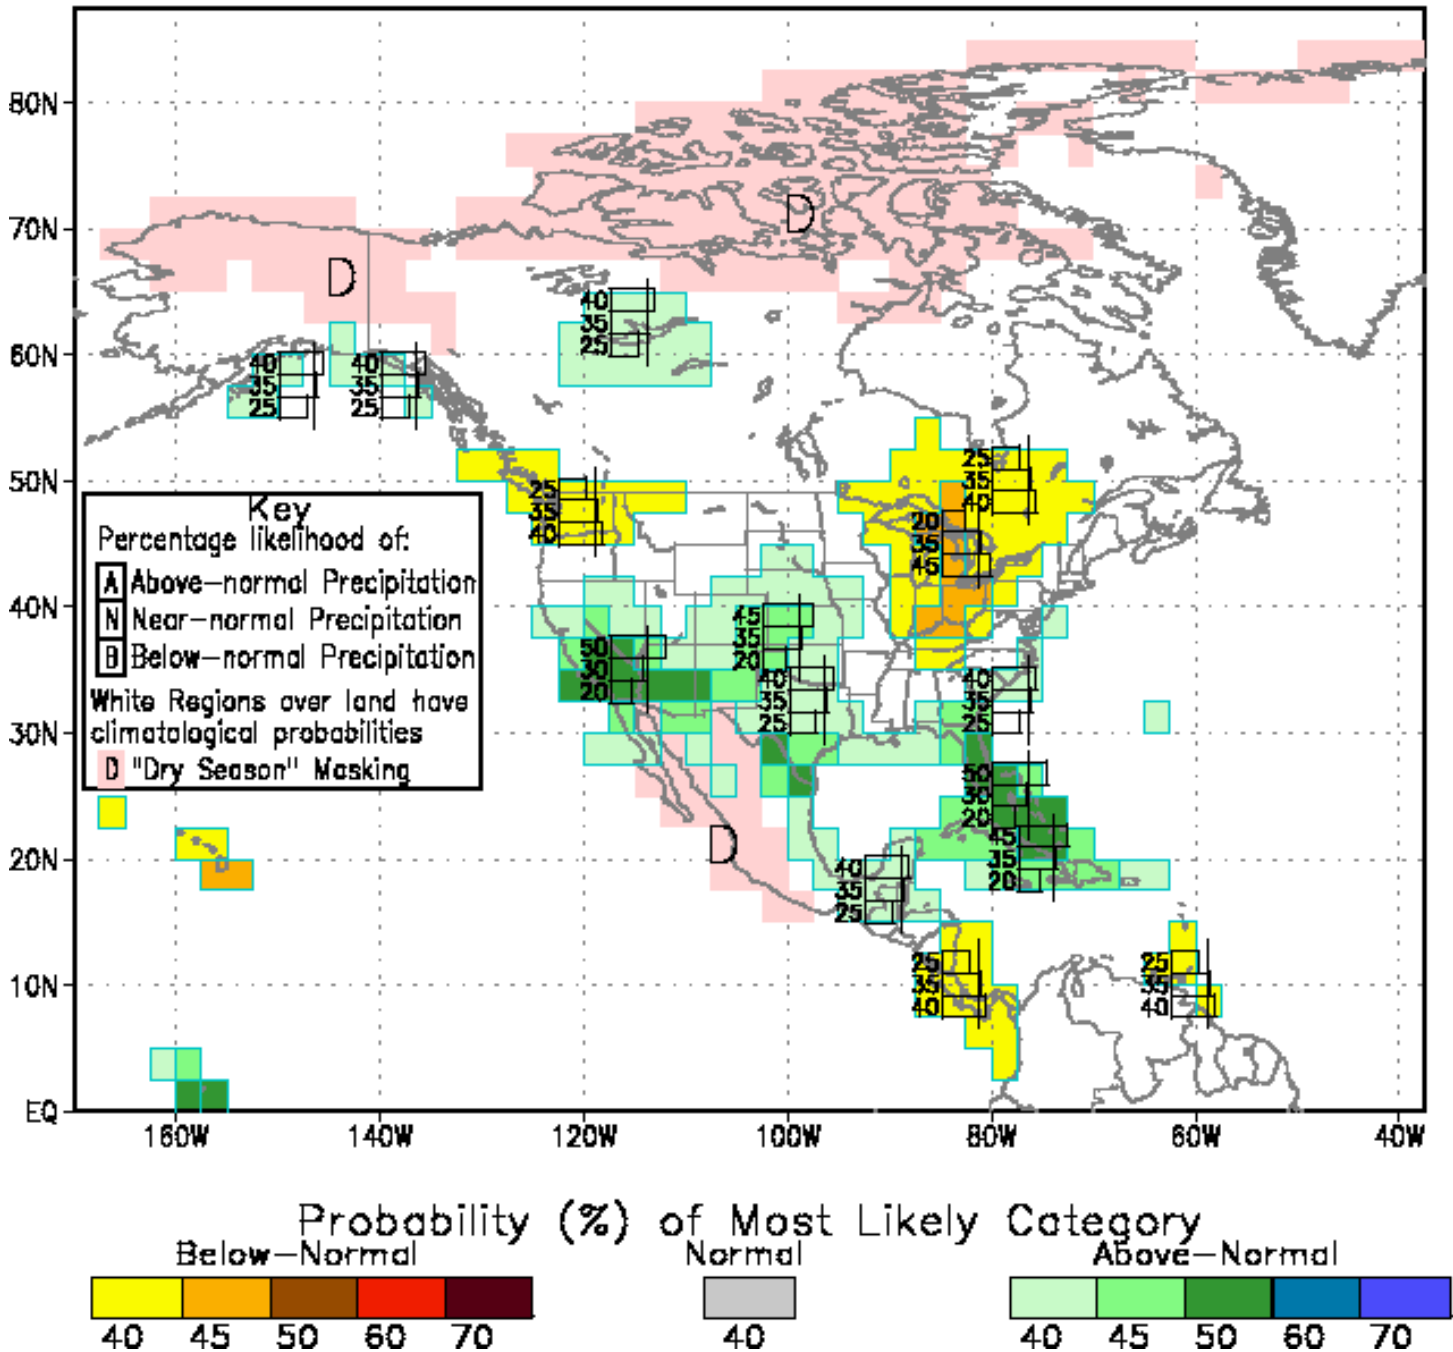 80N
D
70N
D
40
35
25
60N
40
35
25
40
35
25
50N
25
35
40
25
35
40
20
35
45
Key
Percentage likelihood of:
A Above-normal Precipitation
N Near-normal Precipitation
B Below-normal Precipitation
White Regions over land have
climatological probabilities
D "Dry Season" Masking
40N
45
35
20
50
30
20
40
35
25
40
35
25
30N
50
30
20
45
35
20
D
20N
40
35
25
25
35
40
25
35
40
10N
EQ
160W 140W 120W 100W 80W 60W 40W
Probability (%) of Most Likely Category
Below-Normal Normal Above-Normal
40 45 50 60 70 40 40 45 50 60 70